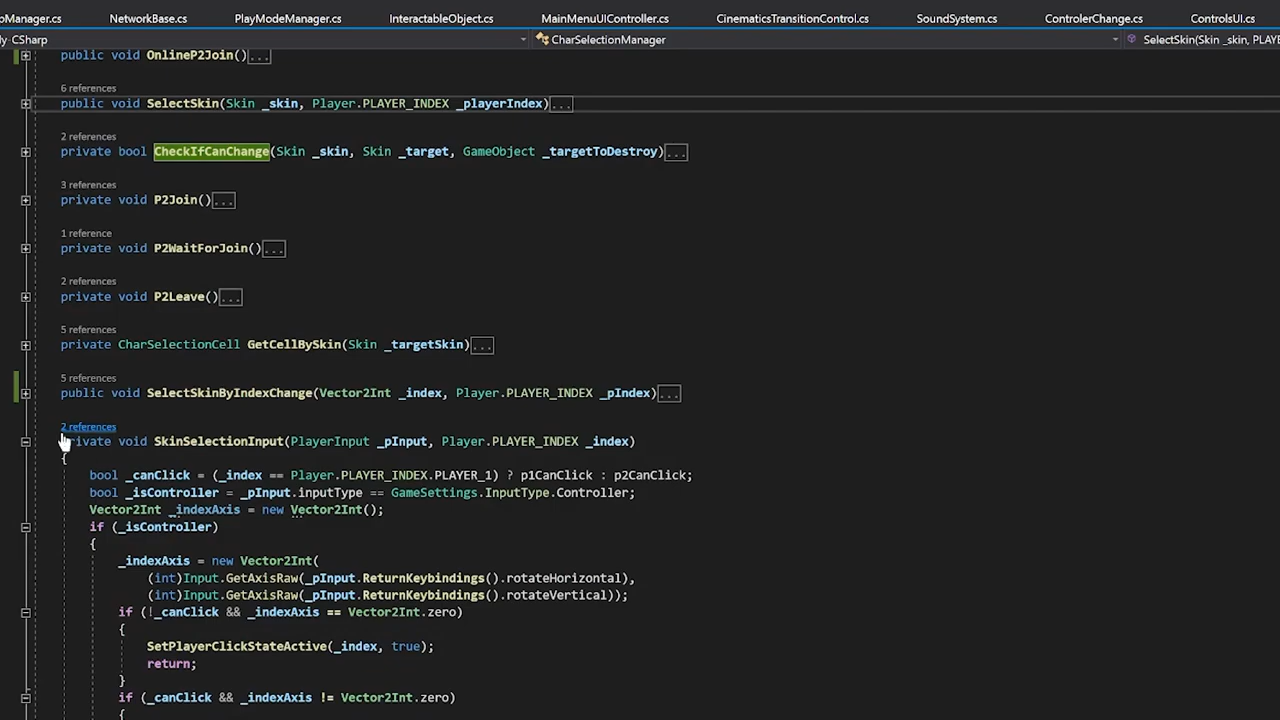 pManager.cs NetworkBase.cs PlayModeManager.cs InteractableObject.cs MainMenuUIController.cs CinematicsTransitionControl.cs SoundSystem.cs ControlerChange.cs ControlsUI.cs
ly-CSharp CharSelectionManager SelectSkin(Skin _skin, PLAYE
public void OnlineP2Join()...
6 references
public void SelectSkin(Skin _skin, Player.PLAYER_INDEX _playerIndex)...
2 references
private bool CheckIfCanChange(Skin _skin, Skin _target, GameObject _targetToDestroy)...
3 references
private void P2Join()...
1 reference
private void P2WaitForJoin()...
2 references
private void P2Leave()...
5 references
private CharSelectionCell GetCellBySkin(Skin _targetSkin)...
5 references
public void SelectSkinByIndexChange(Vector2Int _index, Player.PLAYER_INDEX _pIndex)...
2 references
private void SkinSelectionInput(PlayerInput _pInput, Player.PLAYER_INDEX _index)
{
bool _canClick = (_index == Player.PLAYER_INDEX.PLAYER_1) ? p1CanClick : p2CanClick;
bool _isController = _pInput.inputType == GameSettings.InputType.Controller;
Vector2Int _indexAxis = new Vector2Int();
if (_isController)
{
_indexAxis = new Vector2Int(
(int)Input.GetAxisRaw(_pInput.ReturnKeybindings().rotateHorizontal),
(int)Input.GetAxisRaw(_pInput.ReturnKeybindings().rotateVertical));
if (!_canClick && _indexAxis == Vector2Int.zero)
{
SetPlayerClickStateActive(_index, true);
return;
}
if (_canClick && _indexAxis != Vector2Int.zero)
{